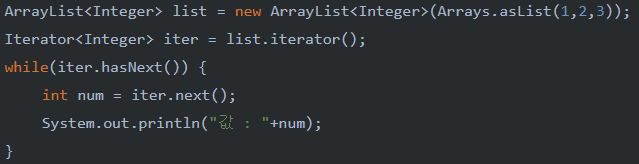 ArrayList<Integer> list = new ArrayList<Integer>(Arrays.asList(1,2,3));
Iterator<Integer> iter = list.iterator();
while(iter.hasNext()) {
    int num = iter.next();
    System.out.println("값 : "+num);
}